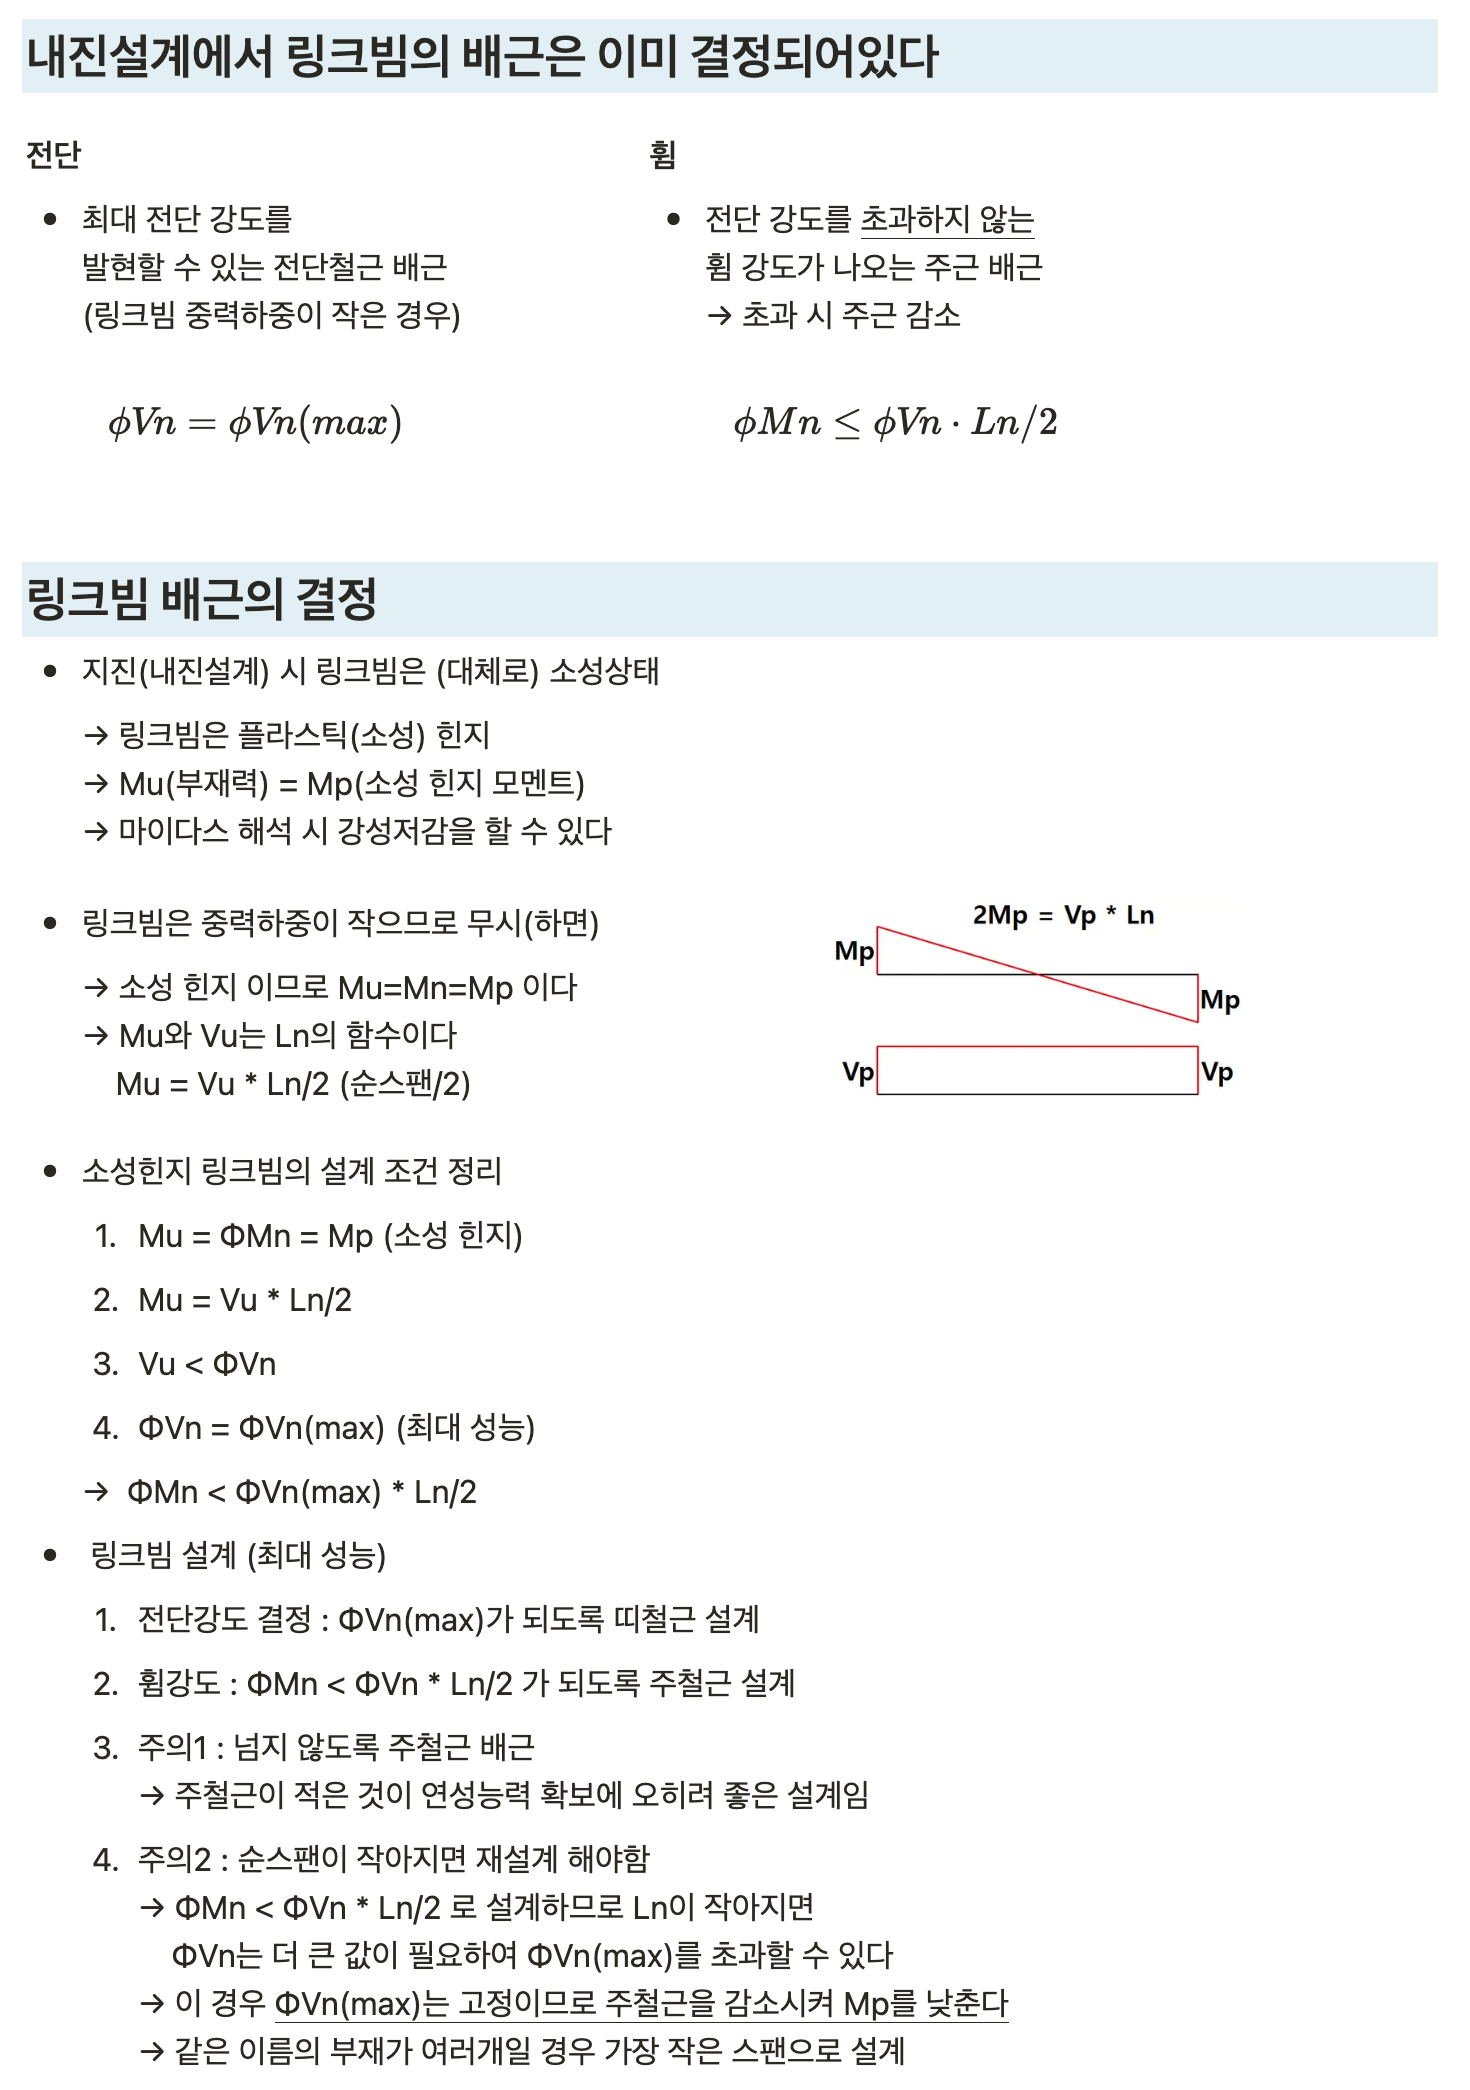 내진설계에서 링크빔의 배근은 이미 결정되어있다
전단
● 최대 전단 강도를
발현할 수 있는 전단철근 배근
(링크빔 중력하중이 작은 경우)
ϕVn = ϕVn(max)
휨
● 전단 강도를 초과하지 않는
휨 강도가 나오는 주근 배근
→ 초과 시 주근 감소
ϕMn ≤ ϕVn · Ln/2
링크빔 배근의 결정
● 지진(내진설계) 시 링크빔은 (대체로) 소성상태
→ 링크빔은 플라스틱(소성) 힌지
→ Mu(부재력) = Mp(소성 힌지 모멘트)
→ 마이다스 해석 시 강성저감을 할 수 있다
● 링크빔은 중력하중이 작으므로 무시(하면)
→ 소성 힌지 이므로 Mu=Mn=Mp 이다
→ Mu와 Vu는 Ln의 함수이다
Mu = Vu * Ln/2 (순스팬/2)
2Mp = Vp * Ln
Mp
Mp
Vp
Vp
● 소성힌지 링크빔의 설계 조건 정리
1. Mu = ΦMn = Mp (소성 힌지)
2. Mu = Vu * Ln/2
3. Vu < ΦVn
4. ΦVn = ΦVn(max) (최대 성능)
→ ΦMn < ΦVn(max) * Ln/2
● 링크빔 설계 (최대 성능)
1. 전단강도 결정 : ΦVn(max)가 되도록 띠철근 설계
2. 휨강도 : ΦMn < ΦVn * Ln/2 가 되도록 주철근 설계
3. 주의1 : 넘지 않도록 주철근 배근
→ 주철근이 적은 것이 연성능력 확보에 오히려 좋은 설계임
4. 주의2 : 순스팬이 작아지면 재설계 해야함
→ ΦMn < ΦVn * Ln/2 로 설계하므로 Ln이 작아지면
ΦVn는 더 큰 값이 필요하여 ΦVn(max)를 초과할 수 있다
→ 이 경우 ΦVn(max)는 고정이므로 주철근을 감소시켜 Mp를 낮춘다
→ 같은 이름의 부재가 여러개일 경우 가장 작은 스팬으로 설계